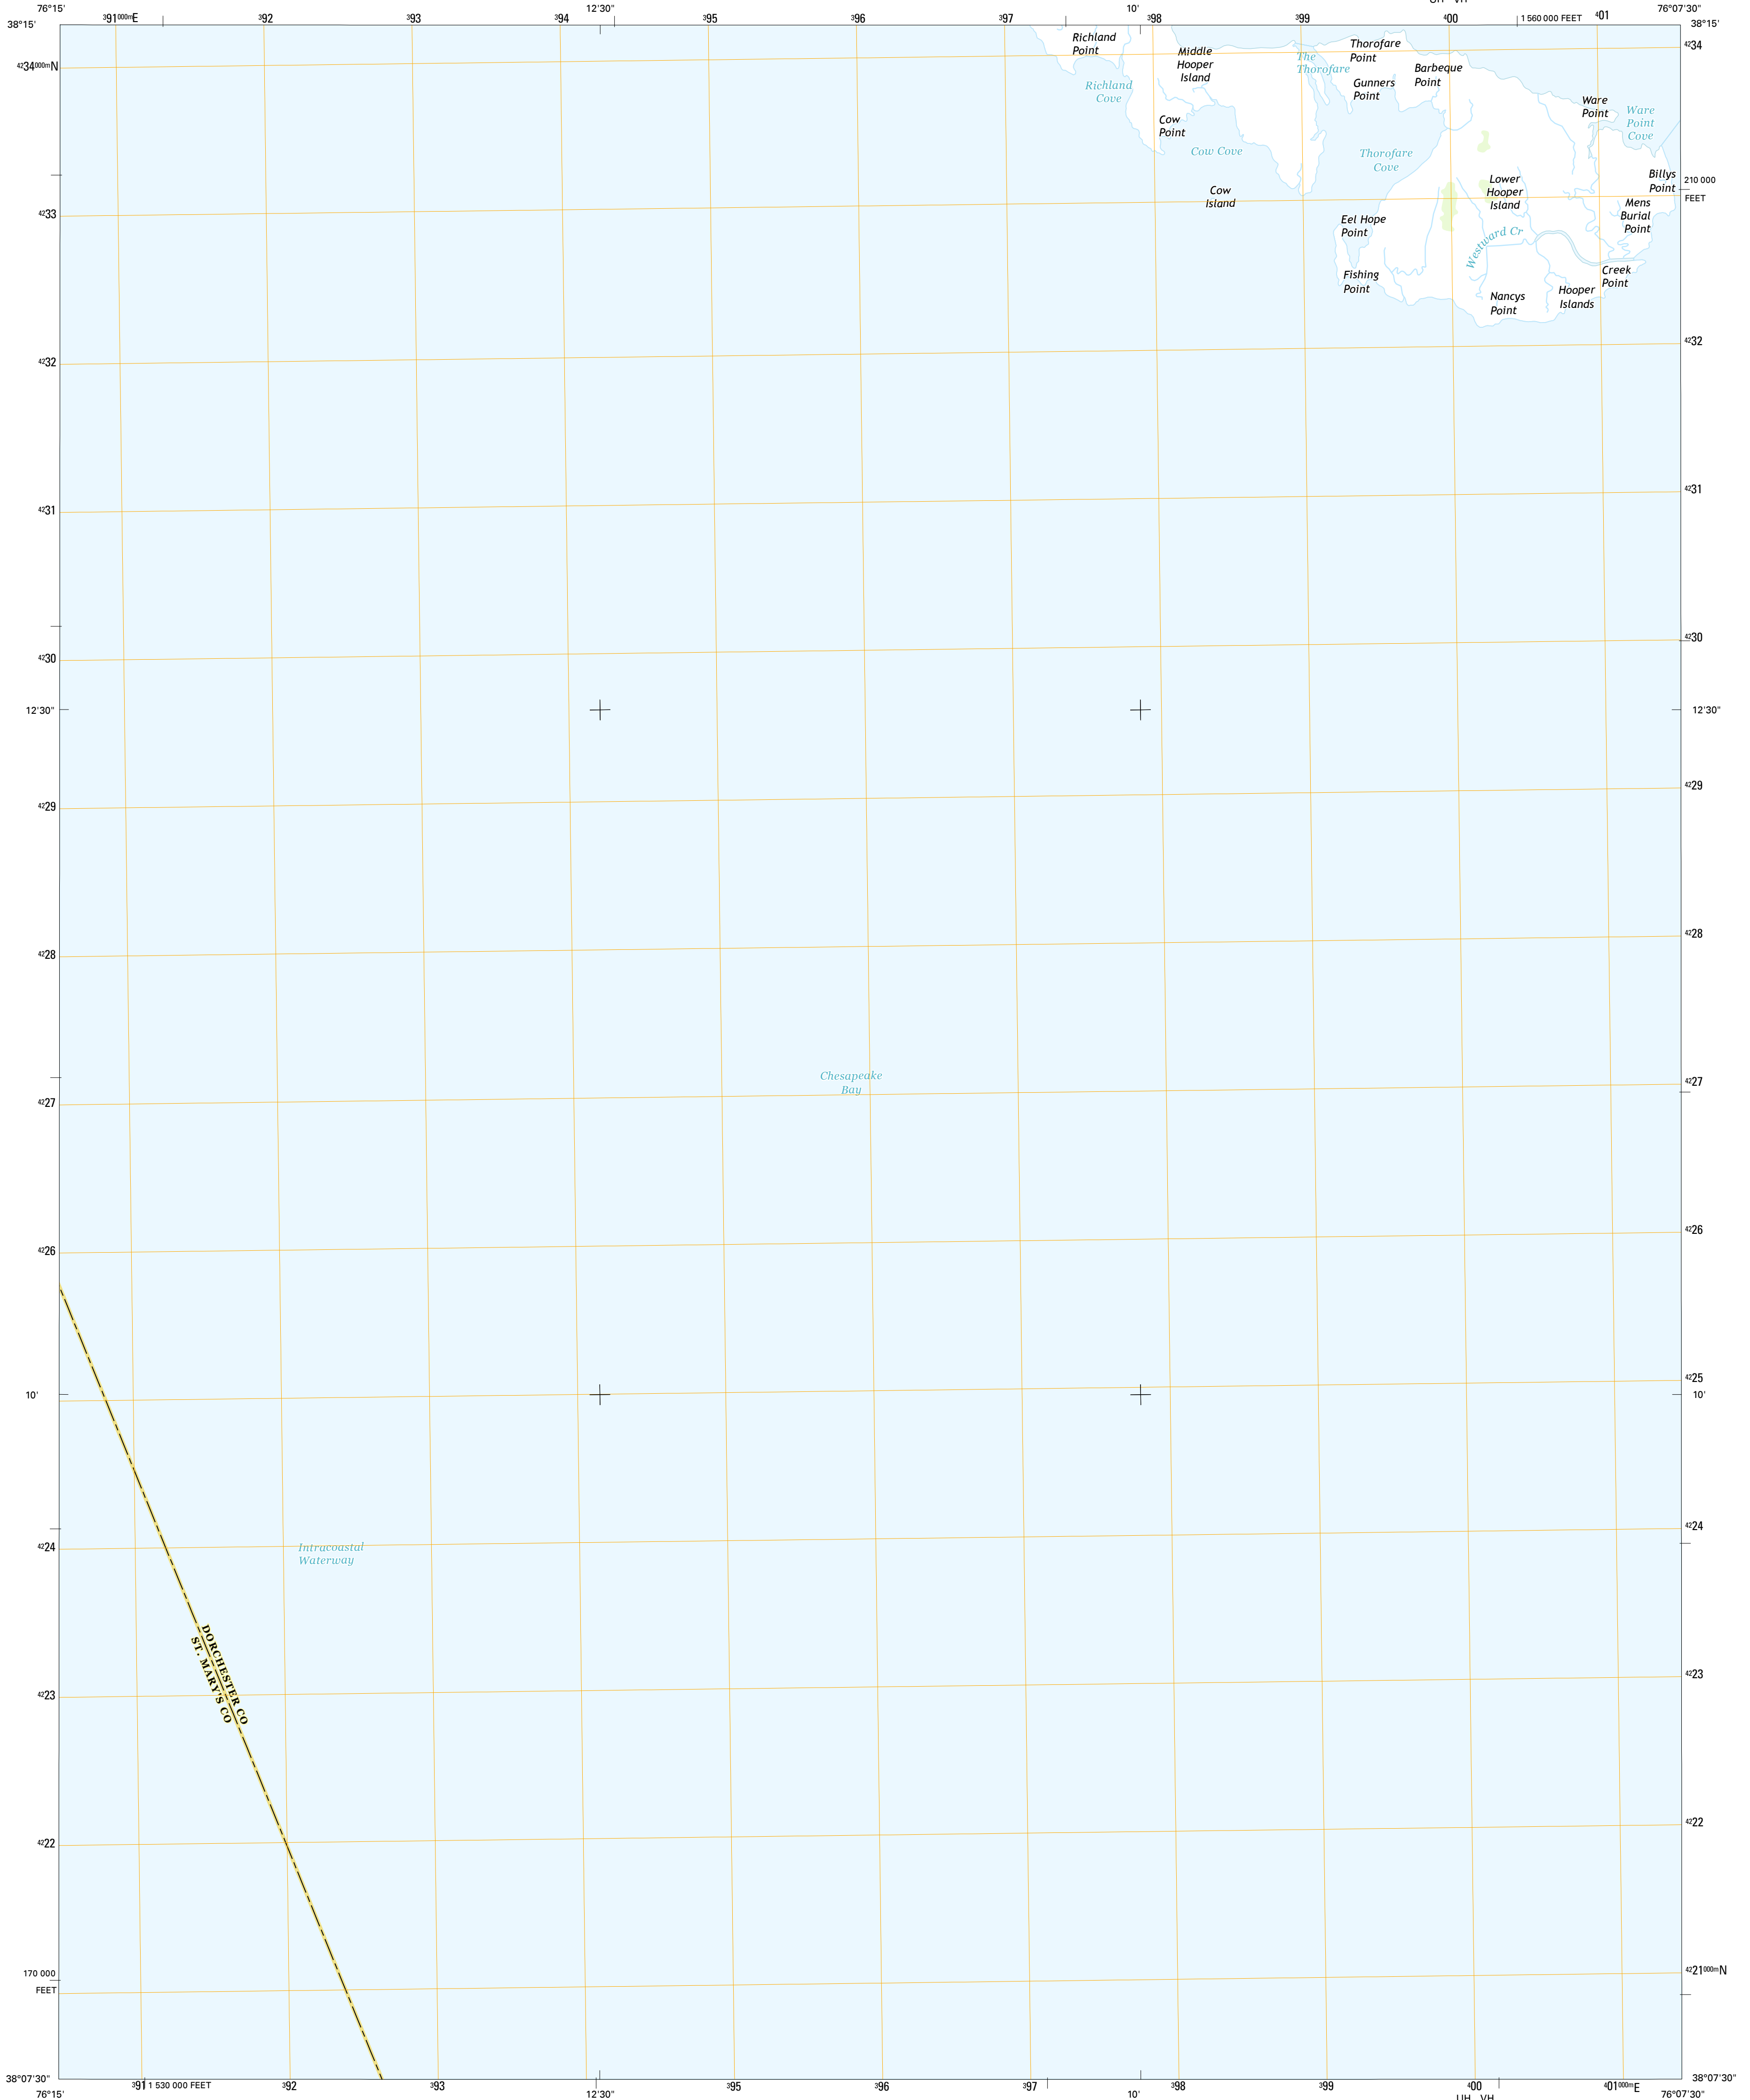 76°15'
³91⁰⁰⁰ᵐE
³92
³93
³94
12'30"
³95
³96
³97
10'
³98
³99
⁴00
1 560 000 FEET
⁴01
76°07'30"
38°15'
38°15'
⁴²34⁰⁰⁰ᵐN
⁴²34
Richland
Point
Middle
Hooper
Island
The
Thorofare
Thorofare
Point
Barbeque
Point
Gunners
Point
Richland
Cove
Ware
Point
Ware
Point
Cove
Cow
Point
Cow Cove
Thorofare
Cove
Billys
Point
210 000
FEET
Lower
Hooper
Island
Cow
Island
Mens
Burial
Point
⁴²33
Eel Hope
Point
Westward Cr
Fishing
Point
Creek
Point
Hooper
Islands
Nancys
Point
⁴²32
⁴²32
⁴²31
⁴²31
⁴²30
⁴²30
12'30"
12'30"
⁴²29
⁴²29
⁴²28
⁴²28
Chesapeake
Bay
⁴²27
⁴²27
⁴²26
⁴²26
⁴²25
10'
10'
⁴²24
⁴²24
Intracoastal
Waterway
DORCHESTER CO
ST. MARY'S CO
⁴²23
⁴²23
⁴²22
⁴²22
170 000
FEET
⁴²21⁰⁰⁰ᵐN
38°07'30"
38°07'30"
76°15'
³91
1 530 000 FEET
³92
³93
12'30"
³95
³96
³97
10'
³98
³99
⁴00
⁴01⁰⁰⁰ᵐE
76°07'30"